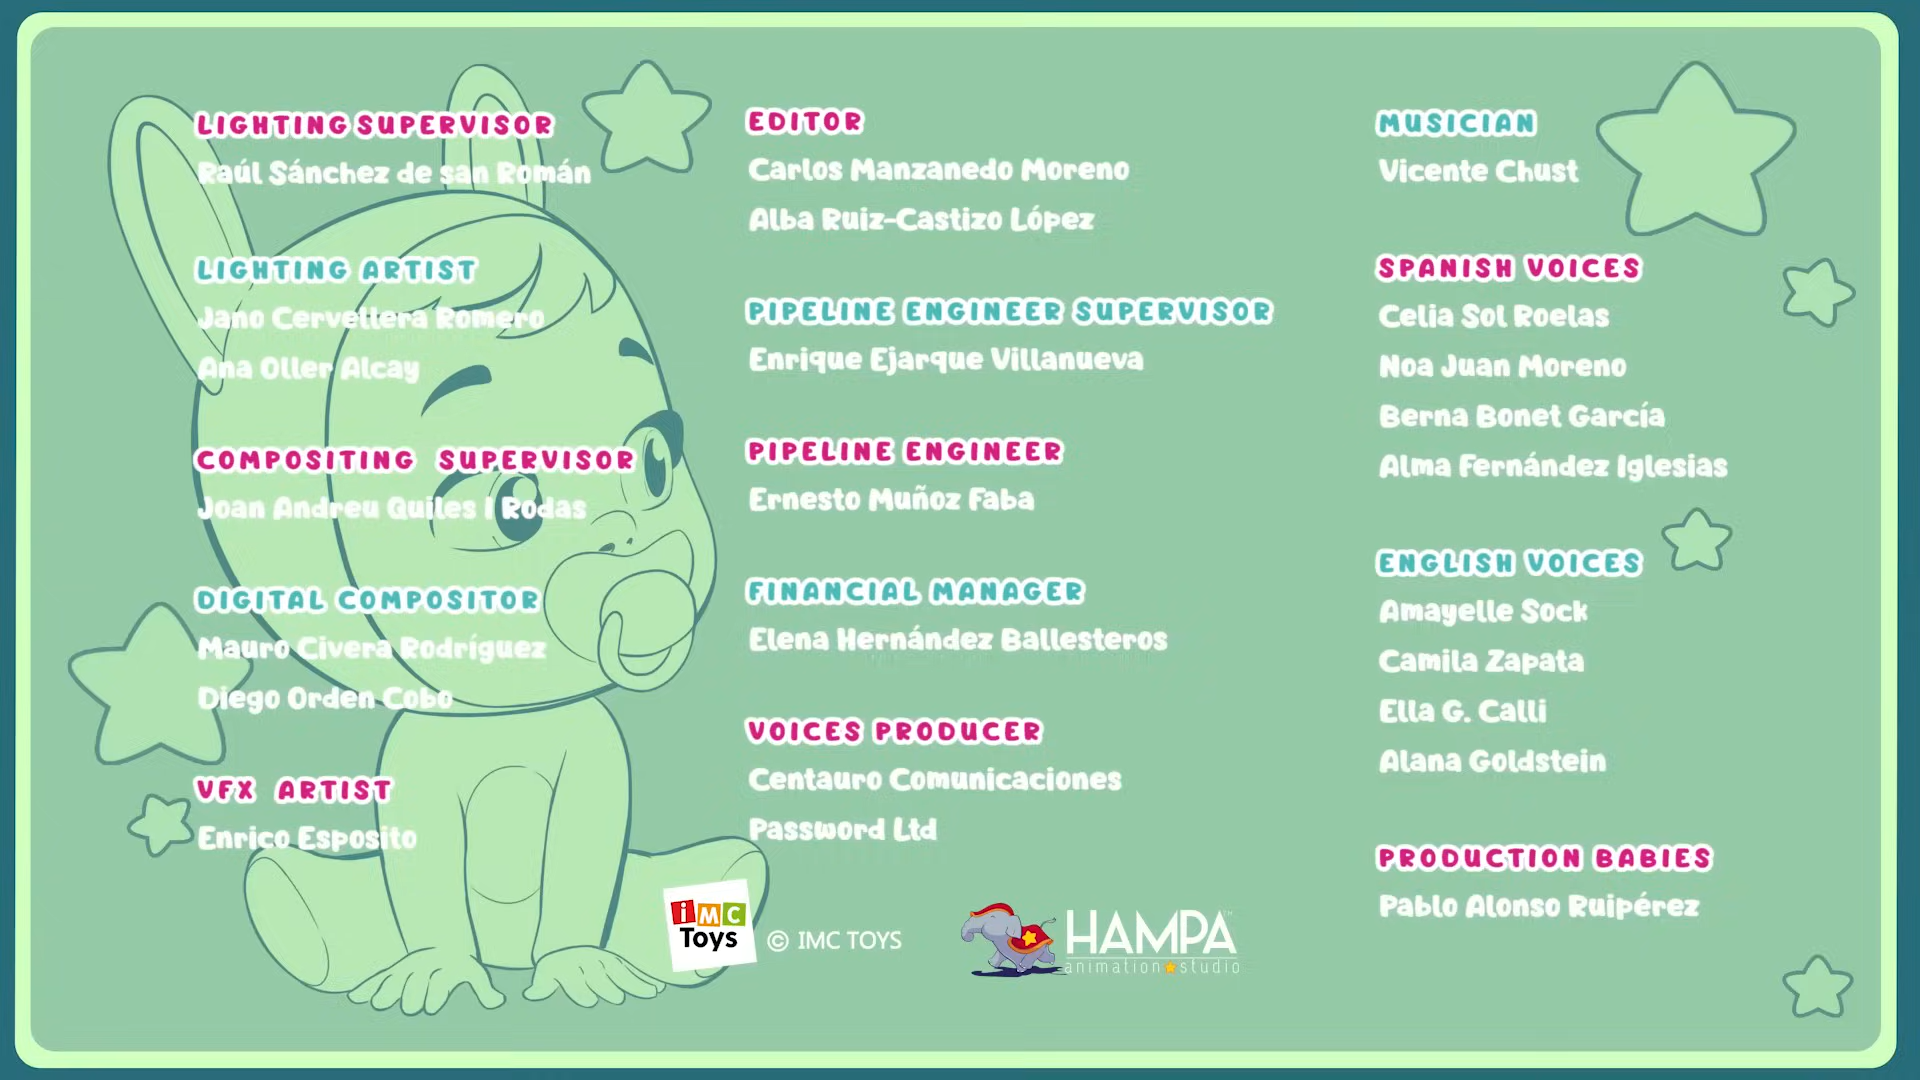 LIGHTING SUPERVISOR
Raúl Sánchez de san Román
LIGHTING ARTIST
Jano Cervellera Romero
Ana Oller Alcay
COMPOSITING SUPERVISOR
Joan Andreu Quiles I Rodas
DIGITAL COMPOSITOR
Mauro Civera Rodríguez
Diego Orden Cobo
VFX ARTIST
Enrico Esposito
EDITOR
Carlos Manzanedo Moreno
Alba Ruiz-Castizo López
PIPELINE ENGINEER SUPERVISOR
Enrique Ejarque Villanueva
PIPELINE ENGINEER
Ernesto Muñoz Faba
FINANCIAL MANAGER
Elena Hernández Ballesteros
VOICES PRODUCER
Centauro Comunicaciones
Password Ltd
MUSICIAN
Vicente Chust
SPANISH VOICES
Celia Sol Roelas
Noa Juan Moreno
Berna Bonet García
Alma Fernández Iglesias
ENGLISH VOICES
Amayelle Sock
Camila Zapata
Ella G. Calli
Alana Goldstein
PRODUCTION BABIES
Pablo Alonso Ruipérez
iMC
Toys
© IMC TOYS
HAMPA™
animation studio